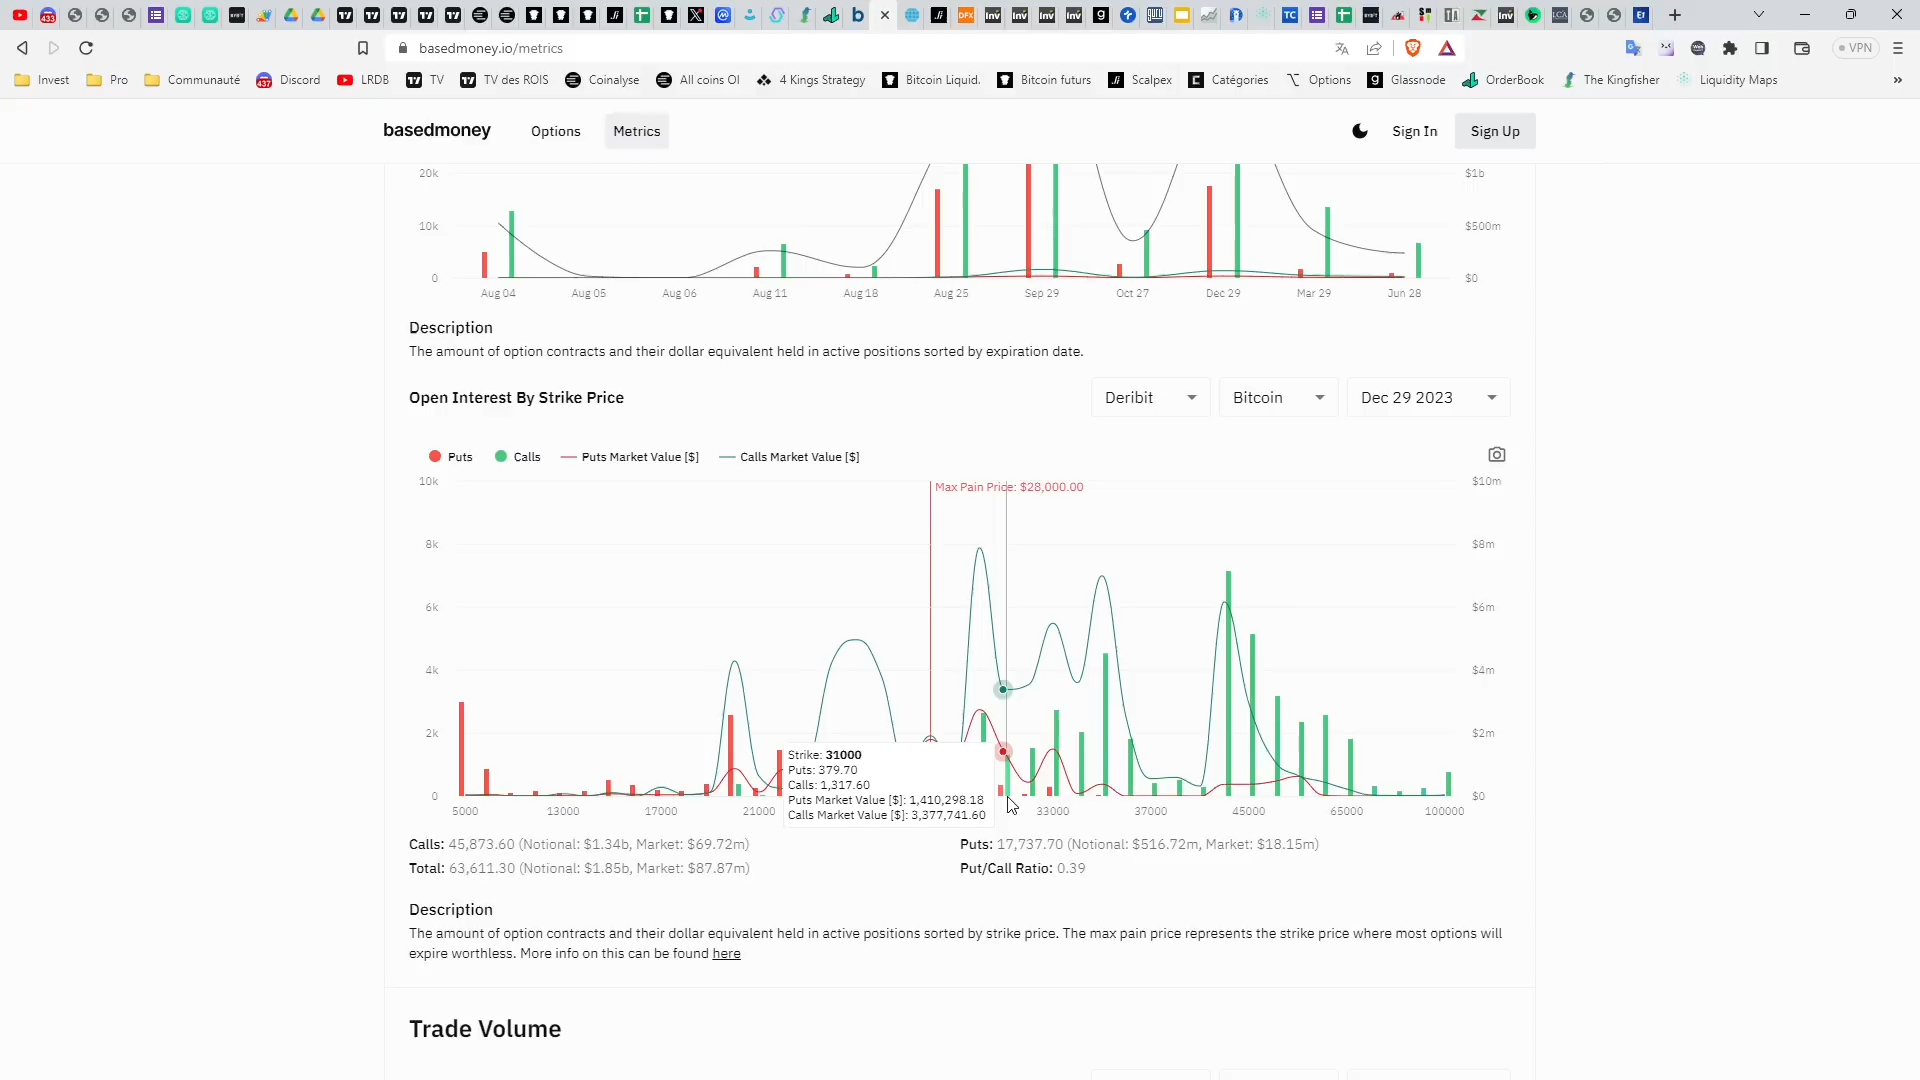 basedmoney.io/metrics
VPN
Invest
Pro
Communauté
437
Discord
LRDB
TV
TV des ROIS
Coinalyse
All coins OI
4 Kings Strategy
Bitcoin Liquid.
Bitcoin futurs
Scalpex
Catégories
Options
Glassnode
OrderBook
The Kingfisher
Liquidity Maps
»
basedmoney
Options
Metrics
Sign In
Sign Up
20k
$1b
10k
$500m
0
$0
Aug 04
Aug 05
Aug 06
Aug 11
Aug 18
Aug 25
Sep 29
Oct 27
Dec 29
Mar 29
Jun 28
Description
The amount of option contracts and their dollar equivalent held in active positions sorted by expiration date.
Open Interest By Strike Price
Deribit
Bitcoin
Dec 29 2023
Puts
Calls
Puts Market Value [$]
Calls Market Value [$]
10k
Max Pain Price: $28,000.00
$10m
8k
$8m
6k
$6m
4k
$4m
2k
$2m
0
$0
Strike: 31000
Puts: 379.70
Calls: 1,317.60
Puts Market Value [$]: 1,410,298.18
Calls Market Value [$]: 3,377,741.60
5000
13000
17000
21000
33000
37000
45000
65000
100000
Calls: 45,873.60 (Notional: $1.34b, Market: $69.72m)
Puts: 17,737.70 (Notional: $516.72m, Market: $18.15m)
Total: 63,611.30 (Notional: $1.85b, Market: $87.87m)
Put/Call Ratio: 0.39
Description
The amount of option contracts and their dollar equivalent held in active positions sorted by strike price. The max pain price represents the strike price where most options will
expire worthless. More info on this can be found here
Trade Volume